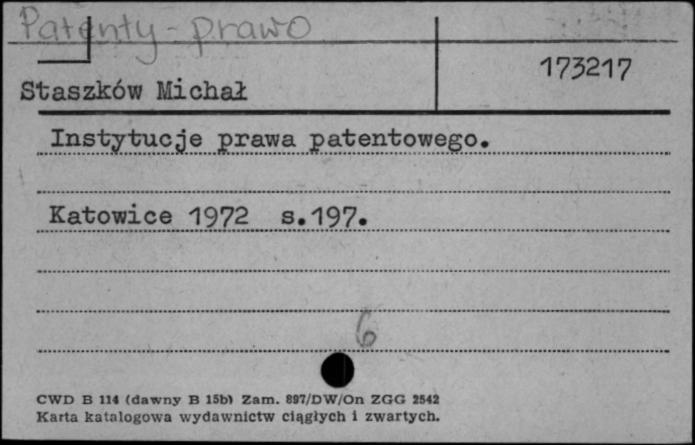 Patenty - prawo
173217
Staszków Michał
Instytucje prawa patentowego.
Katowice 1972 s.197.
6
CWD B 114 (dawny B 15b) Zam. 897/DW/On ZGG 2542
Karta katalogowa wydawnictw ciągłych i zwartych.